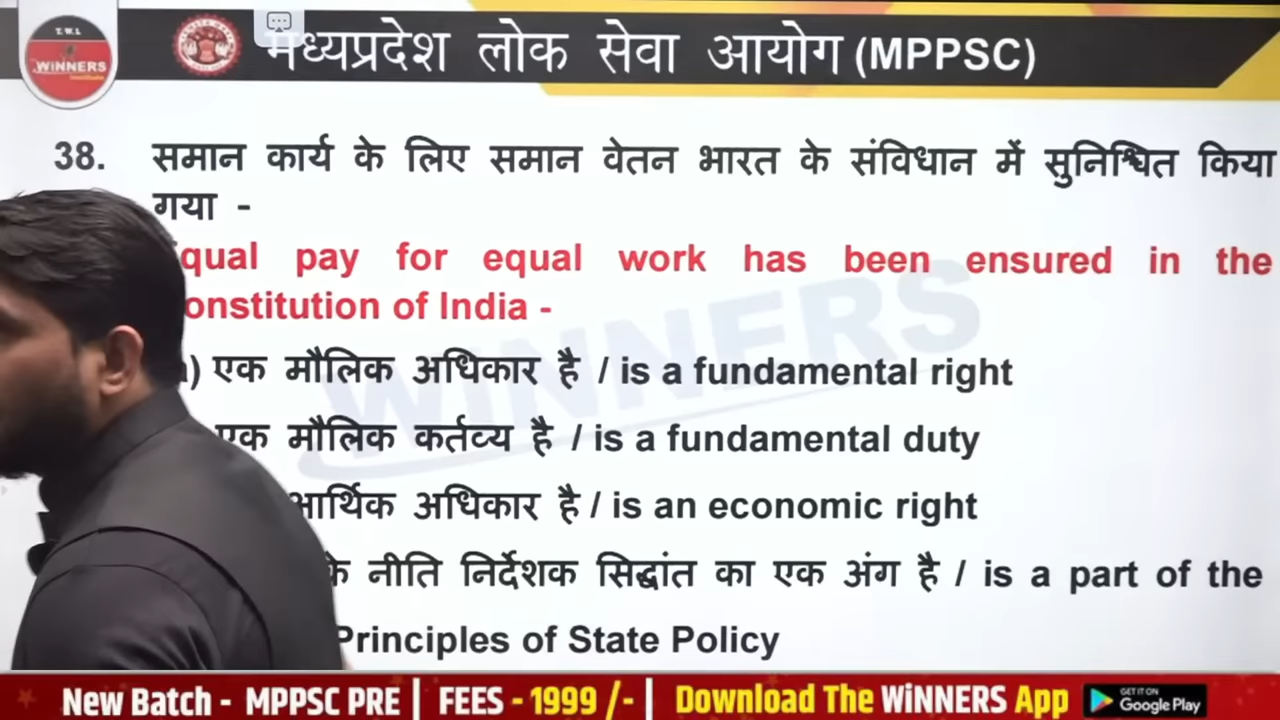 T.W.I.
WiNNERS
मध्यप्रदेश लोक सेवा आयोग (MPPSC)
38. समान कार्य के लिए समान वेतन भारत के संविधान में सुनिश्चित किया
गया -
qual pay for equal work has been ensured in the
onstitution of India -
) एक मौलिक अधिकार है / is a fundamental right
एक मौलिक कर्तव्य है / is a fundamental duty
आर्थिक अधिकार है / is an economic right
के नीति निर्देशक सिद्धांत का एक अंग है / is a part of the
Principles of State Policy
WINNERS
New Batch - MPPSC PRE | FEES - 1999 /- | Download The WiNNERS App GET IT ON Google Play